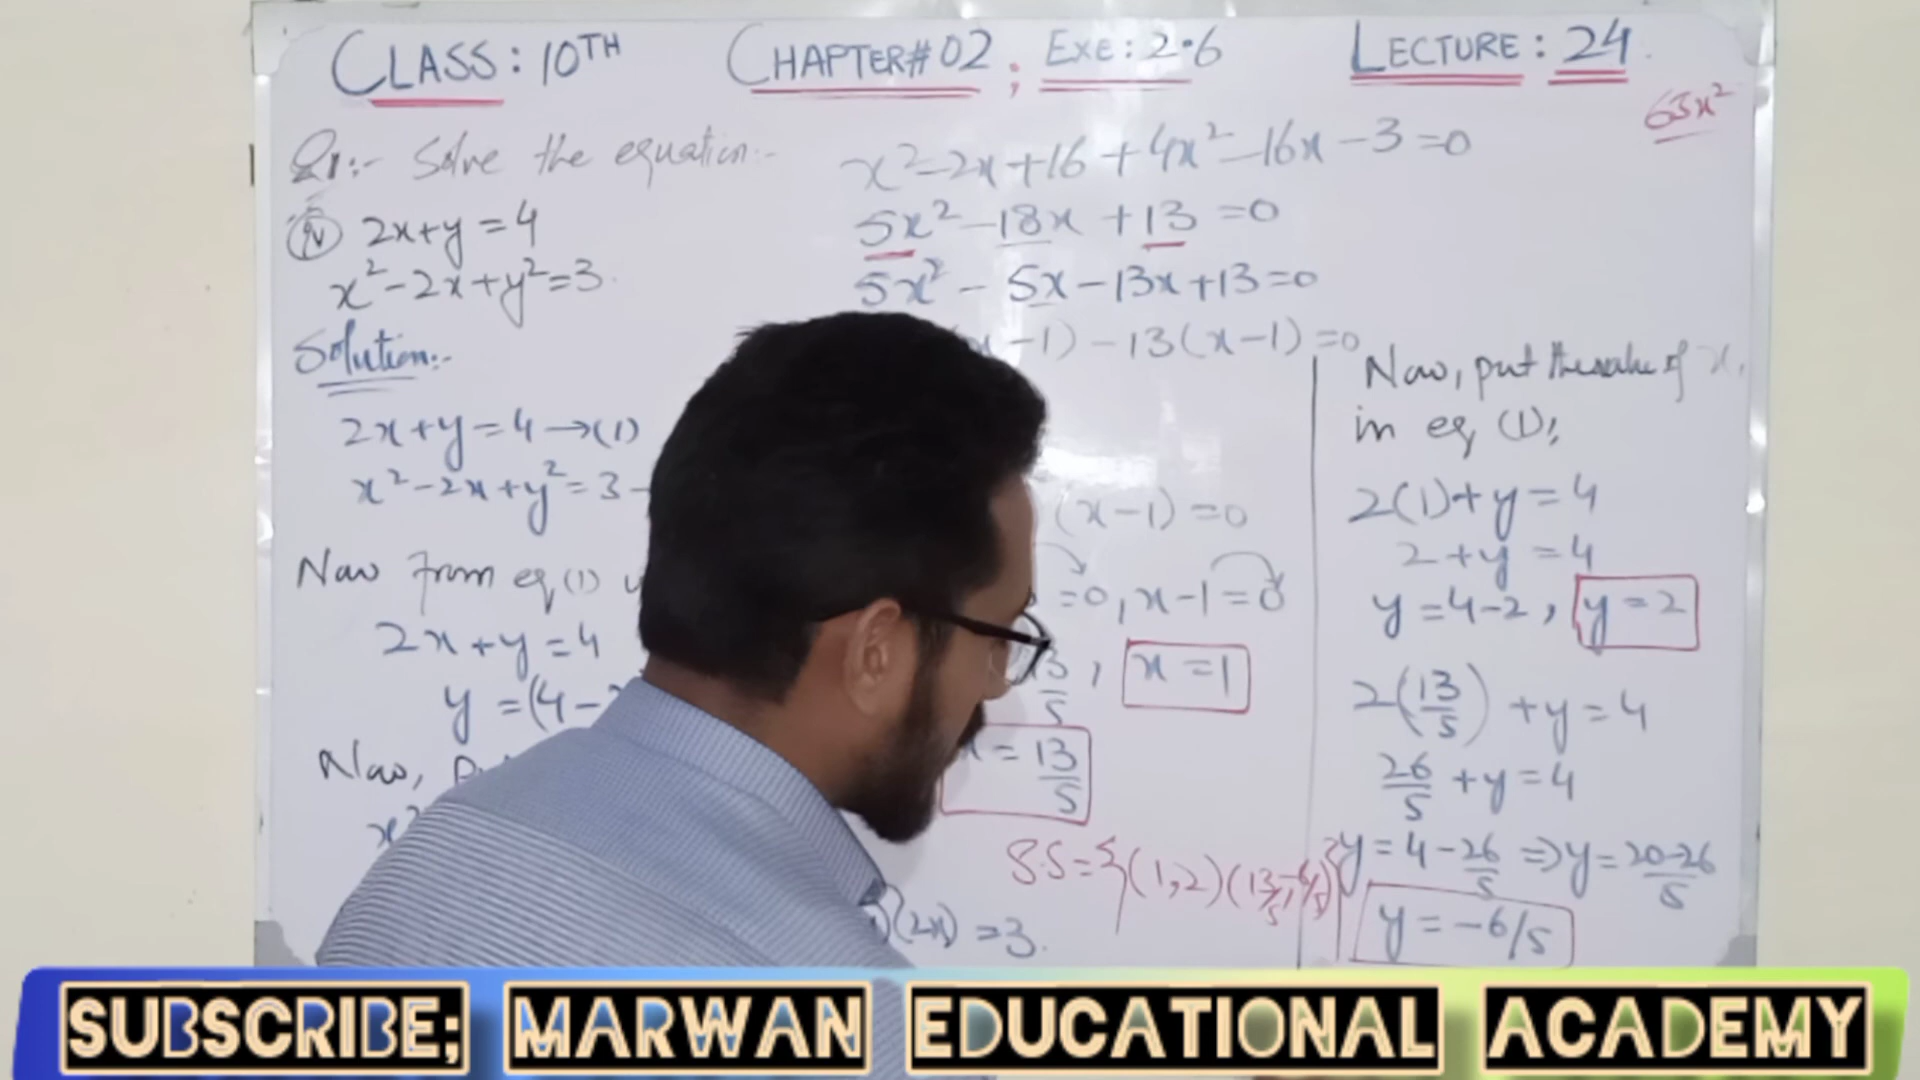 CLASS: 10TH CHAPTER# 02 ; EXE: 2.6 LECTURE: 24
63x²
Q1:- Solve the equation:-
(iv) 2x+y=4
x²-2x+y²=3
Solution:-
2x+y=4→(1)
x²-2x+y²=3-
Now from eq (1)
2x+y=4
y=(4-
Now,
x²
x²-2x+16+4x²-16x-3=0
5x²-18x+13=0
5x²-5x-13x+13=0
-1)-13(x-1)=0
(x-1)=0
=0, x-1=0
13/5, x=1
=13/5
S.S={(1,2)(13/5,-6/5)}
(2x)=3.
Now, put the value of x,
in eq (1);
2(1)+y=4
2+y=4
y=4-2, y=2
2(13/5)+y=4
26/5+y=4
y=4-26/5⇒y=20-26/5
y=-6/5
SUBSCRIBE; MARWAN EDUCATIONAL ACADEMY